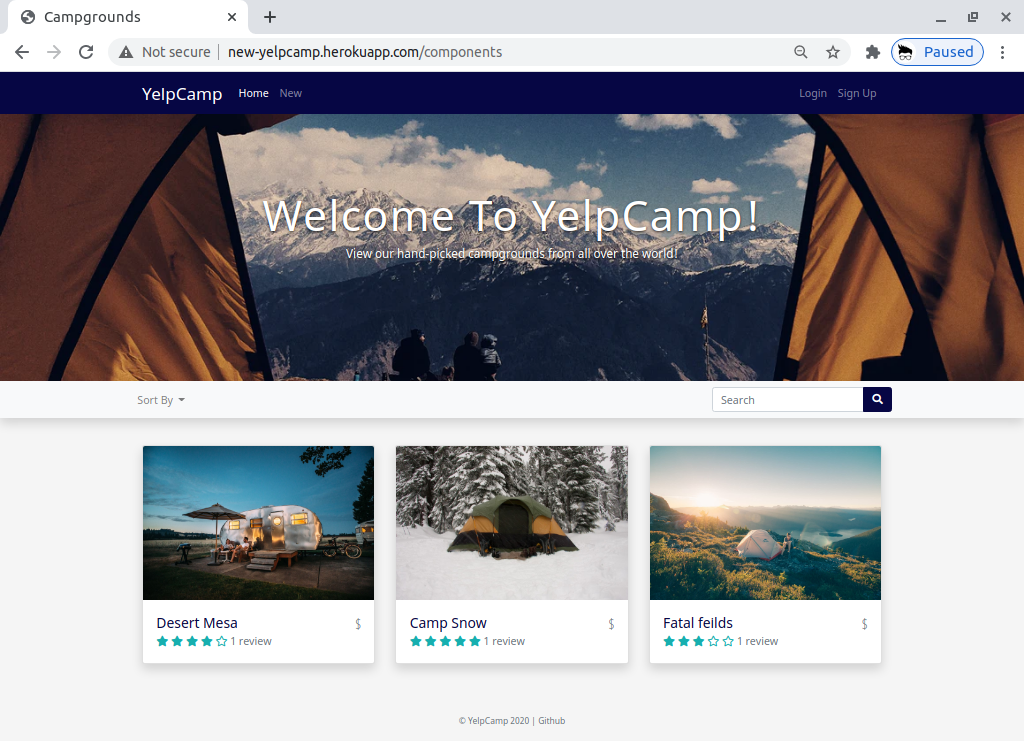 Campgrounds
Not secure | new-yelpcamp.herokuapp.com/components
Paused
YelpCamp Home New Login Sign Up
Welcome To YelpCamp!
View our hand-picked campgrounds from all over the world!
Sort By Search
Desert Mesa $
1 review
Camp Snow $
1 review
Fatal feilds $
1 review
© YelpCamp 2020 | Github